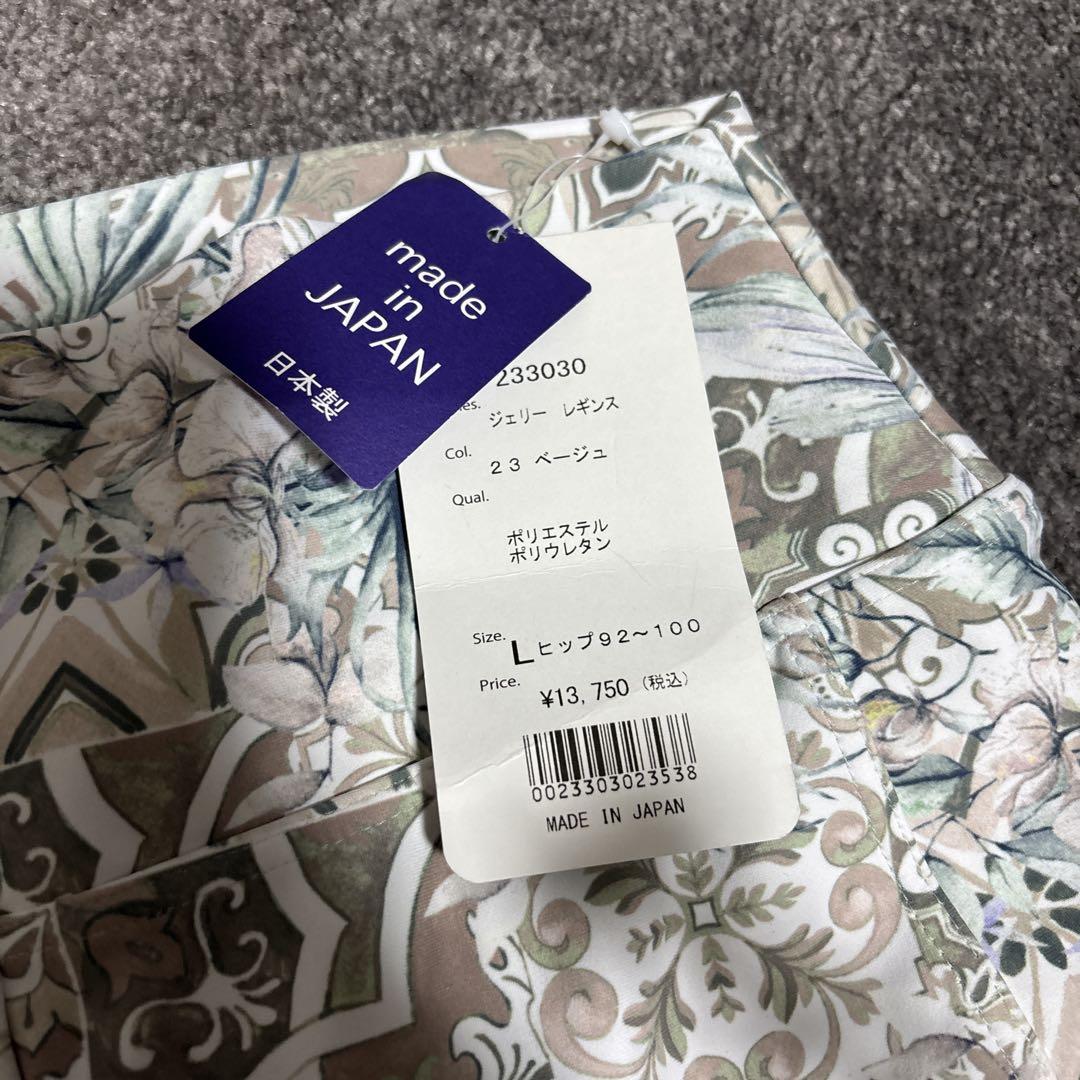 made
in
JAPAN
日本製
233030
ジェリー　レギンス
Col.
２３ ベージュ
Qual.
ポリエステル
ポリウレタン
Size.
L ヒップ９２～１００
Price.
¥13,750 (税込)
0023303023538
MADE IN JAPAN